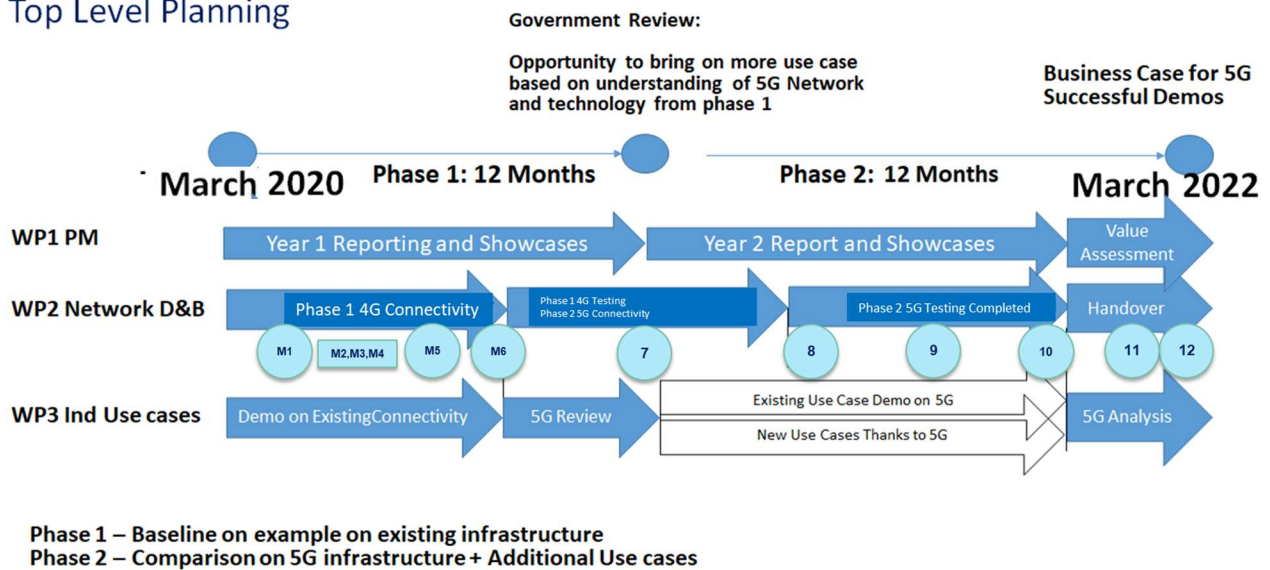 Top Level Planning
Government Review:
Opportunity to bring on more use case
based on understanding of 5G Network
and technology from phase 1
Business Case for 5G
Successful Demos
March 2020
Phase 1: 12 Months
Phase 2: 12 Months
March 2022
WP1 PM
Year 1 Reporting and Showcases
Year 2 Report and Showcases
Value
Assessment
WP2 Network D&B
Phase 1 4G Connectivity
Phase 1 4G Testing
Phase 2 5G Connectivity
Phase 2 5G Testing Completed
Handover
M1
M2,M3,M4
M5
M6
7
8
9
10
11
12
WP3 Ind Use cases
Demo on ExistingConnectivity
5G Review
Existing Use Case Demo on 5G
New Use Cases Thanks to 5G
5G Analysis
Phase 1 – Baseline on example on existing infrastructure
Phase 2 – Comparison on 5G infrastructure + Additional Use cases